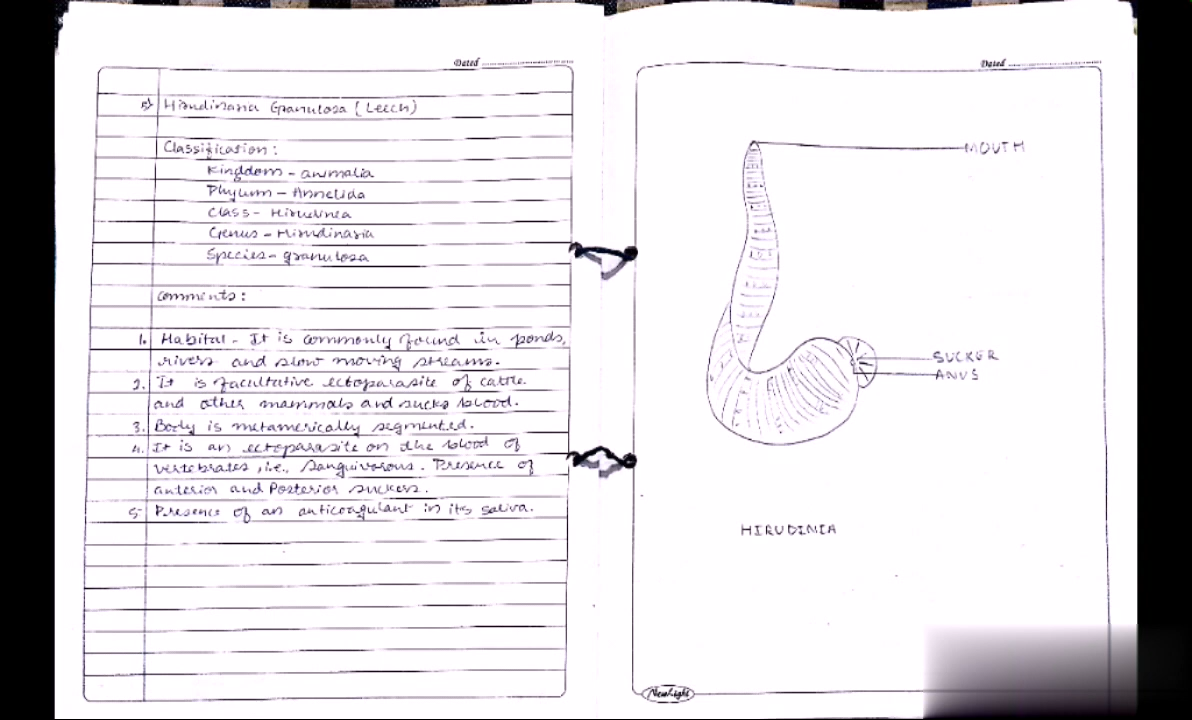 Dated
5) Hirudinaria Granulosa (Leech)
Classification:
Kingdom - animalia
Phylum - Annelida
Class - Hirudinea
Genus - Hirudinaria
Species - granulosa
Comments:
1. Habital - It is commonly found in ponds,
rivers and slow moving streams.
2. It is facultative ectoparasite of cattle
and other mammals and sucks blood.
3. Body is metamerically segmented.
4. It is an ectoparasite on the blood of
vertebrates, i.e., Sanguivorous. Presence of
anterior and Posterior suckers.
5 Presence of an anticoagulant in its saliva.
Dated
MOUTH
SUCKER
ANUS
HIRUDINIA
NewLight